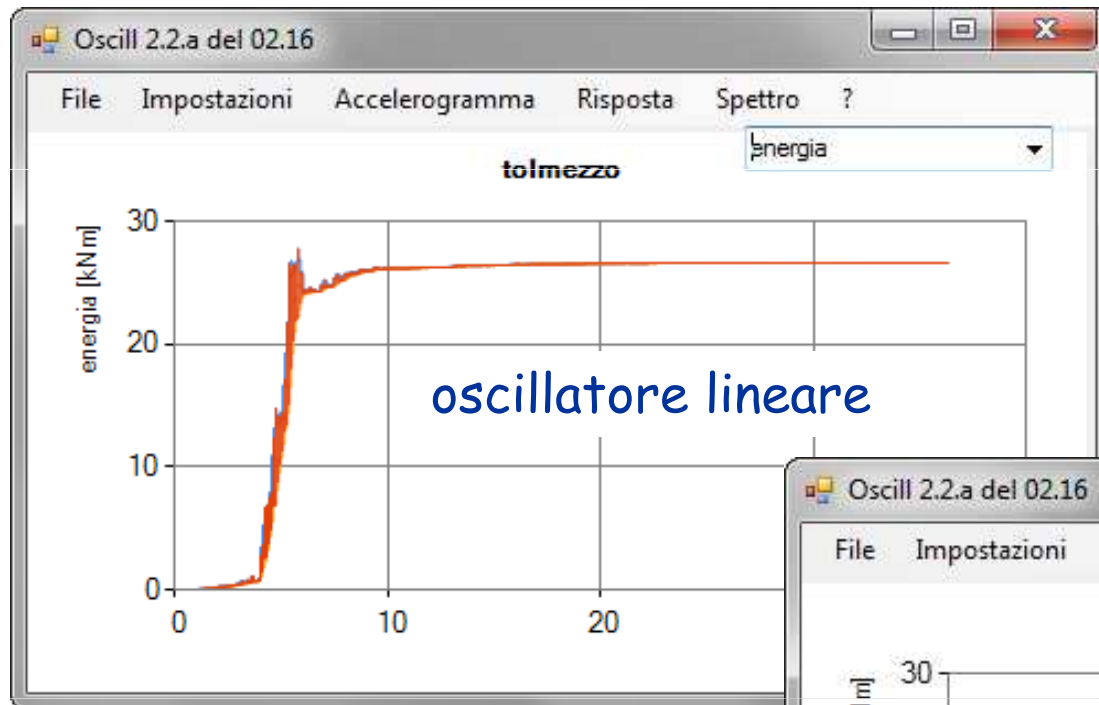 Oscill 2.2.a del 02.16
File Impostazioni Accelerogramma Risposta Spettro ?
energia
tolmezzo
energia [kNm]
30
20
10
0
0 10 20
oscillatore lineare
Oscill 2.2.a del 02.16
File Impostazioni
30